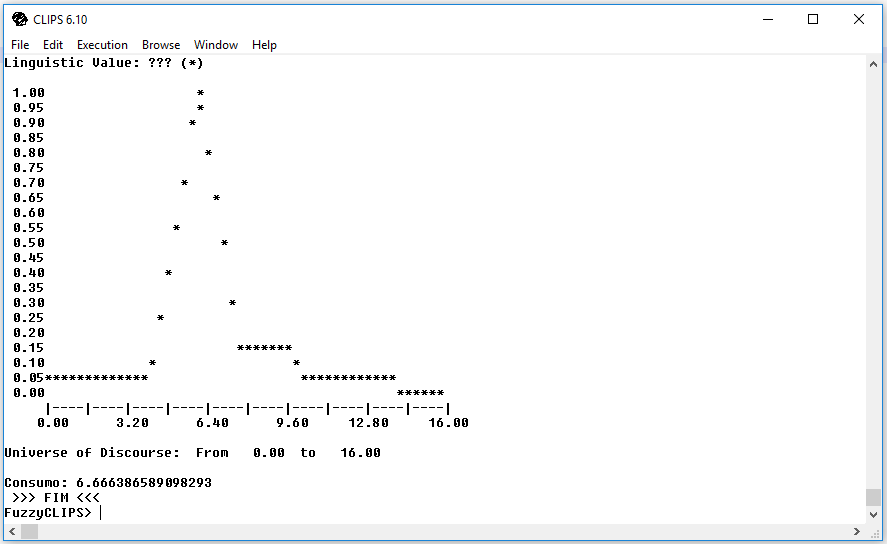 CLIPS 6.10
File Edit Execution Browse Window Help
Linguistic Value: ??? (*)
1.00                   *
0.95                   *
0.90                  *
0.85
0.80                    *
0.75
0.70                 *
0.65                     *
0.60
0.55                *
0.50                      *
0.45
0.40               *
0.35
0.30                       *
0.25              *
0.20
0.15                        *******
0.10             *                 *
0.05*************                   ************
0.00                                            ******
|----|----|----|----|----|----|----|----|----|----|
0.00      3.20      6.40      9.60     12.80     16.00
Universe of Discourse:  From   0.00  to   16.00
Consumo: 6.666386589098293
>>> FIM <<<
FuzzyCLIPS>